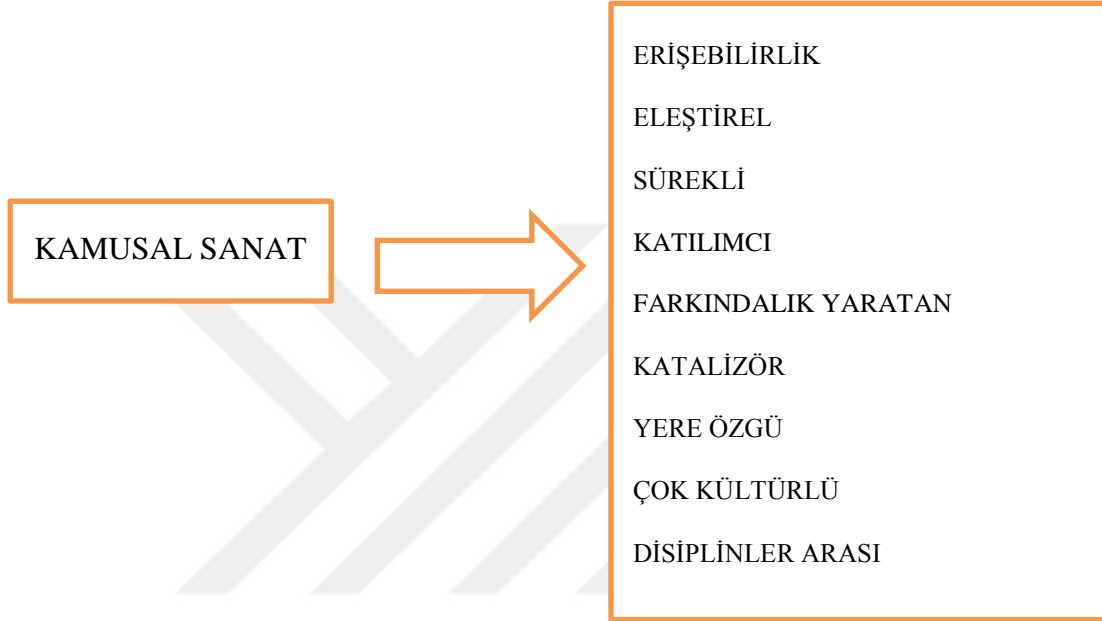 KAMUSAL SANAT
ERİŞEBİLİRLİK
ELEŞTİREL
SÜREKLİ
KATILIMCI
FARKINDALIK YARATAN
KATALİZÖR
YERE ÖZGÜ
ÇOK KÜLTÜRLÜ
DİSİPLİNLER ARASI